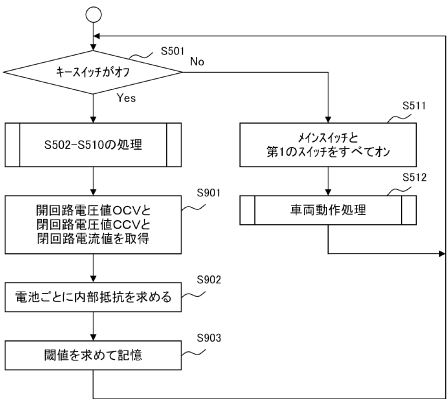 S501
キースイッチがオフ
No
Yes
S502-S510の処理
S511
メインスイッチと
第1のスイッチをすべてオン
S512
車両動作処理
S901
開回路電圧値OCVと
閉回路電圧値CCVと
閉回路電流値を取得
S902
電池ごとに内部抵抗を求める
S903
閾値を求めて記憶